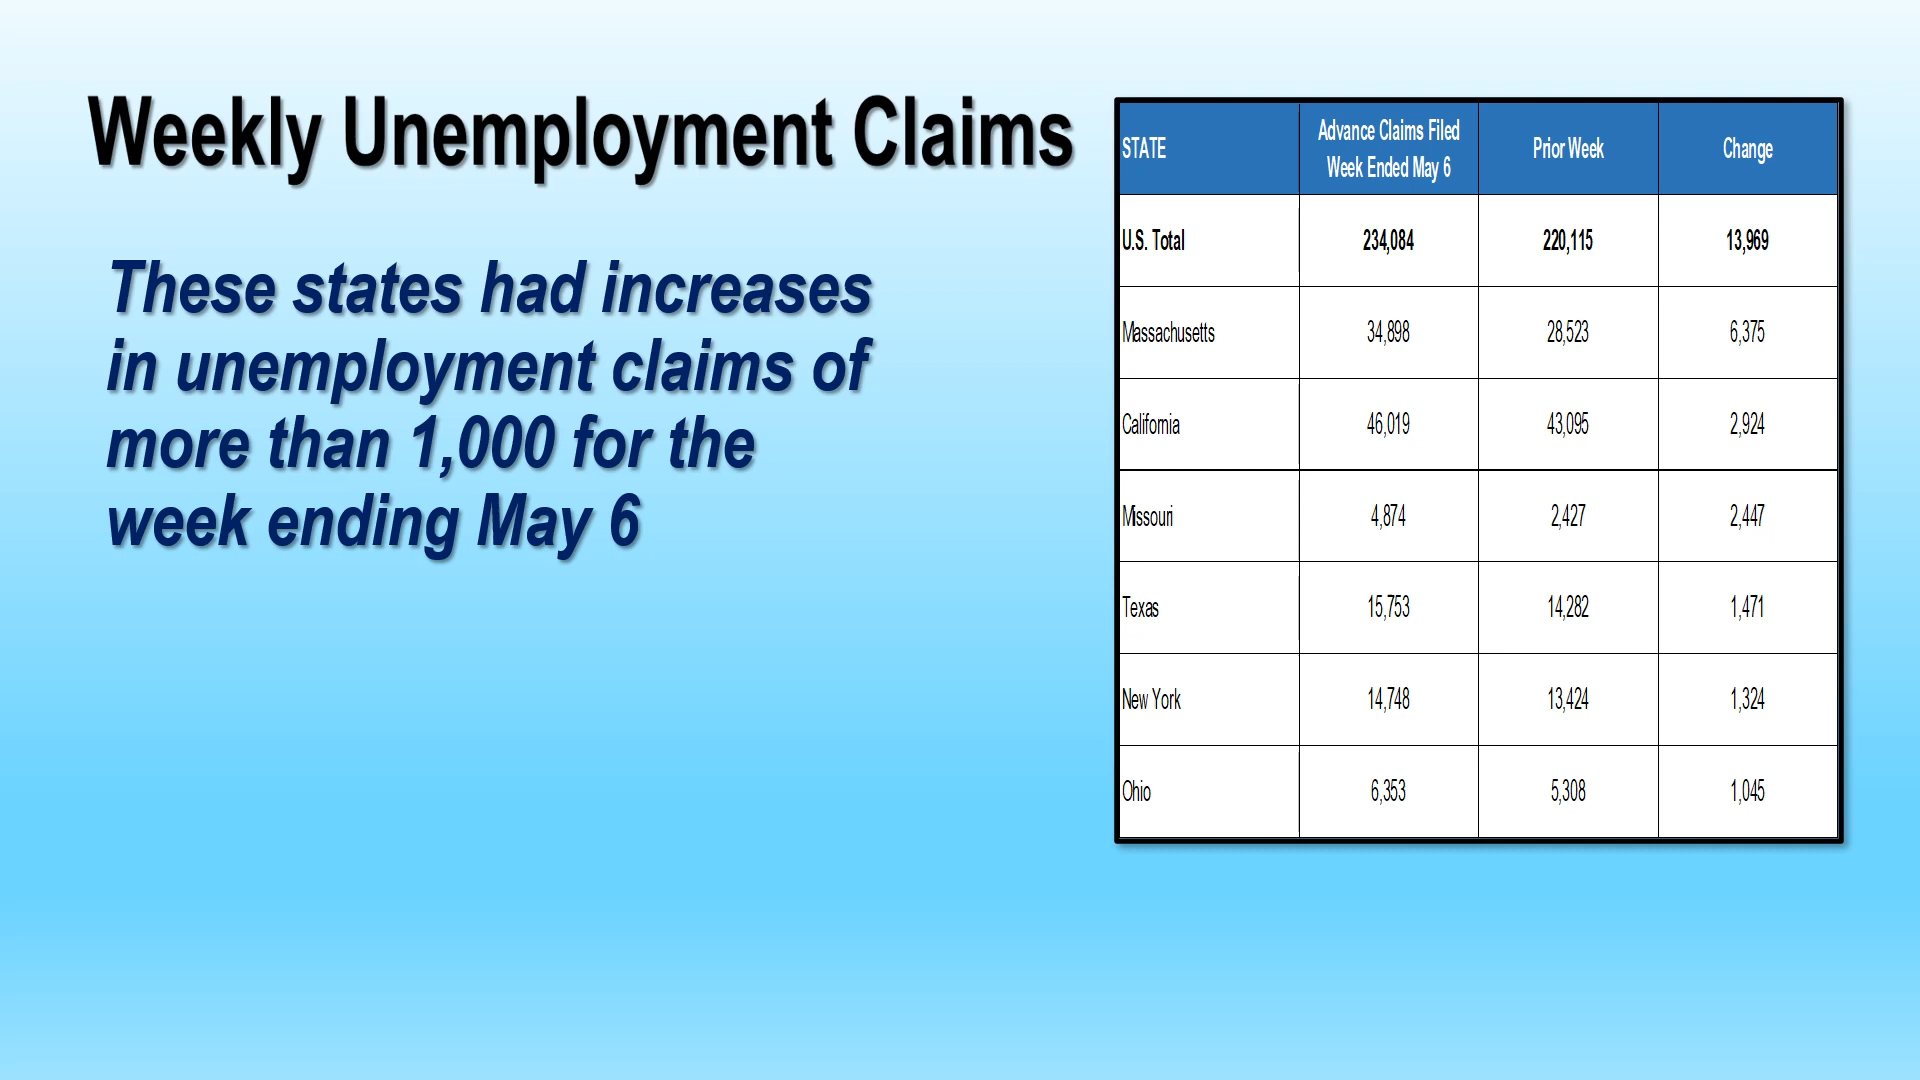 Weekly Unemployment Claims
These states had increases
in unemployment claims of
more than 1,000 for the
week ending May 6
STATE Advance Claims Filed Week Ended May 6 Prior Week Change
U.S. Total 234,084 220,115 13,969
Massachusetts 34,898 28,523 6,375
California 46,019 43,095 2,924
Missouri 4,874 2,427 2,447
Texas 15,753 14,282 1,471
New York 14,748 13,424 1,324
Ohio 6,353 5,308 1,045